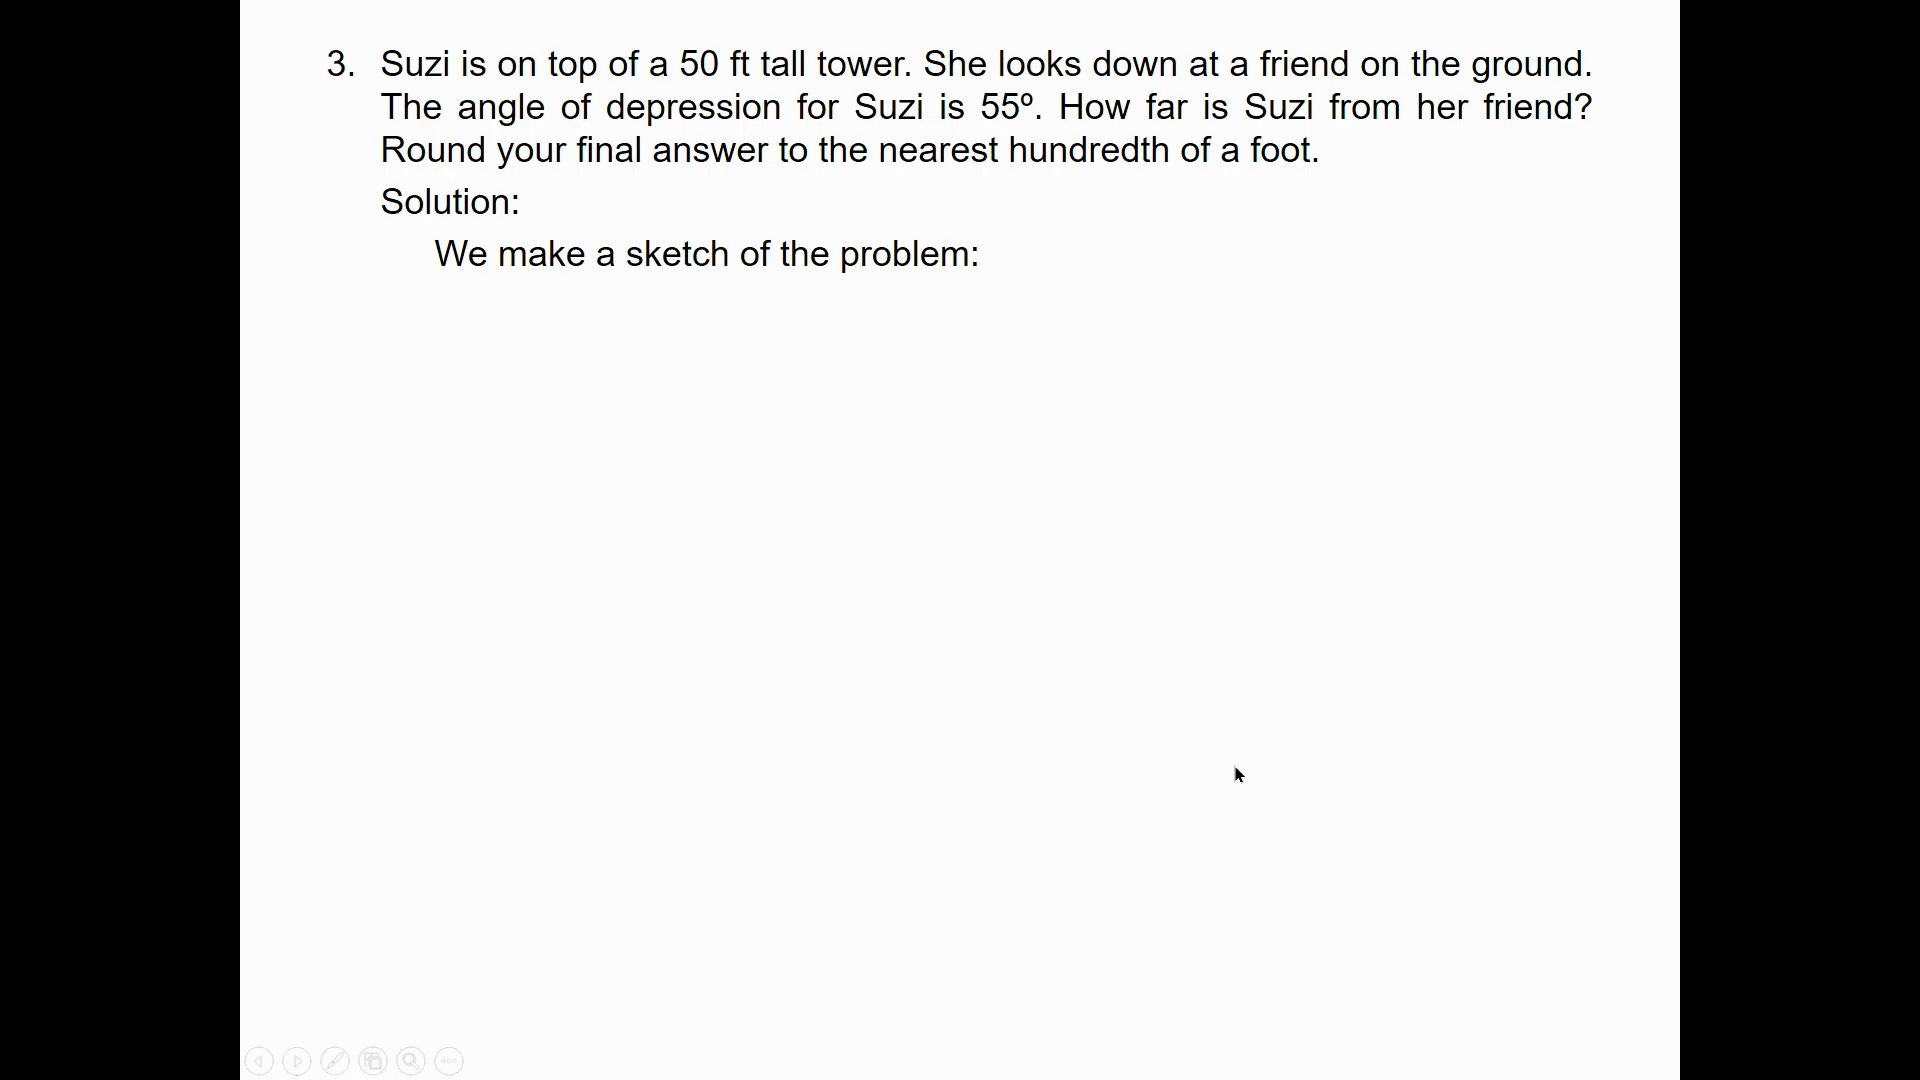 3. Suzi is on top of a 50 ft tall tower. She looks down at a friend on the ground.
The angle of depression for Suzi is 55º. How far is Suzi from her friend?
Round your final answer to the nearest hundredth of a foot.
Solution:
We make a sketch of the problem: